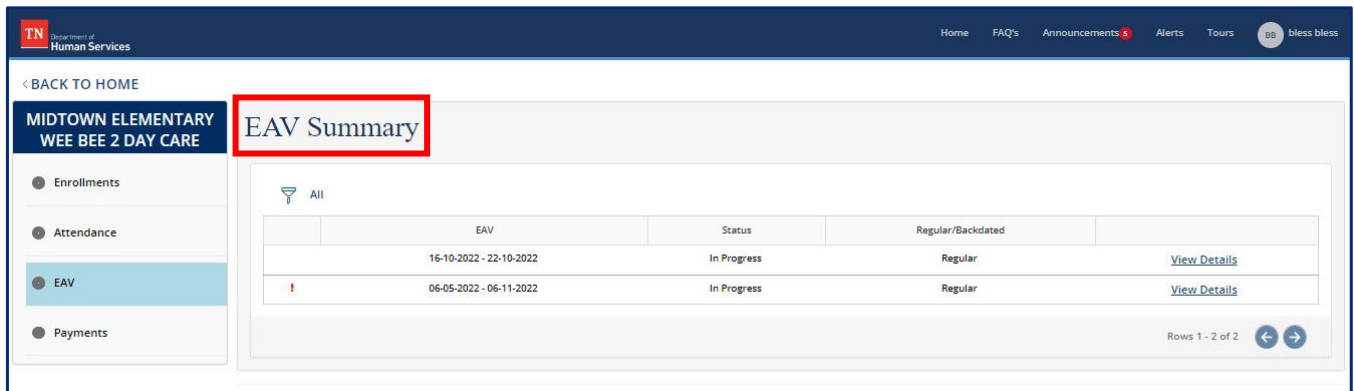 TN Department of
Human Services
Home FAQ's Announcements 5 Alerts Tours BB bless bless
< BACK TO HOME
MIDTOWN ELEMENTARY
WEE BEE 2 DAY CARE
EAV Summary
Enrollments
Attendance
EAV
Payments
All
EAV Status Regular/Backdated
16-10-2022 - 22-10-2022 In Progress Regular View Details
! 06-05-2022 - 06-11-2022 In Progress Regular View Details
Rows 1 - 2 of 2